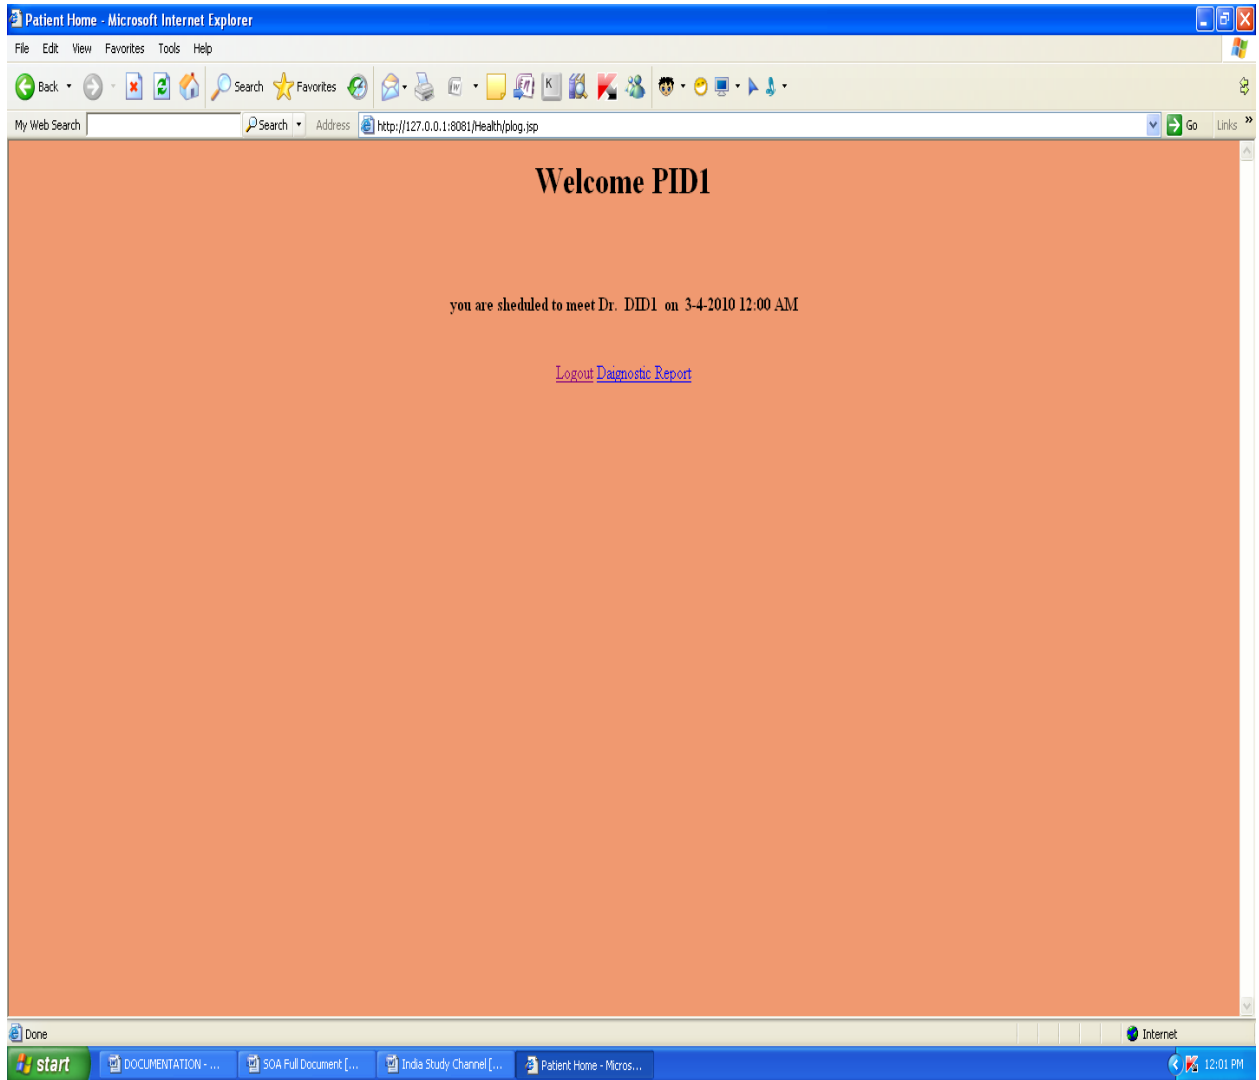 Patient Home - Microsoft Internet Explorer
File Edit View Favorites Tools Help
Back Search Favorites
My Web Search Search Address http://127.0.0.1:8081/Health/plog.jsp Go Links »
Welcome PID1
you are sheduled to meet Dr. DID1 on 3-4-2010 12:00 AM
Logout Daignostic Report
Done Internet
start DOCUMENTATION - ... SOA Full Document [... India Study Channel [... Patient Home - Micros... 12:01 PM